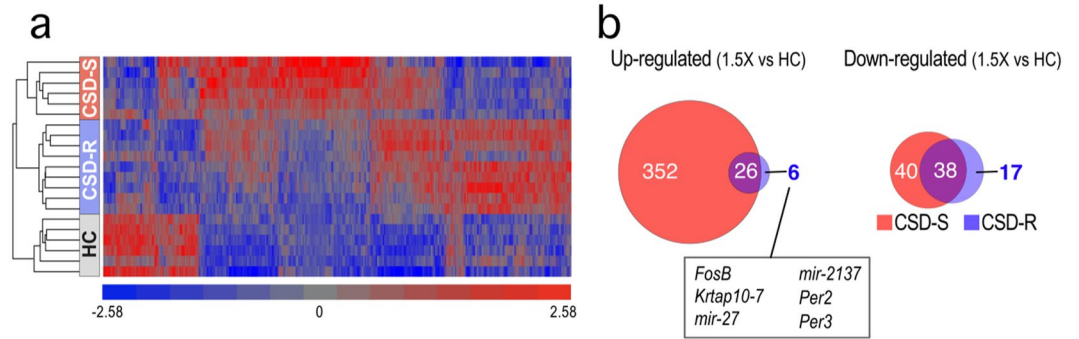 a
CSD-S
CSD-R
HC
-2.58 0 2.58
b
Up-regulated (1.5X vs HC)
352 26 6
FosB mir-2137
Krtap10-7 Per2
mir-27 Per3
Down-regulated (1.5X vs HC)
40 38 17
CSD-S CSD-R